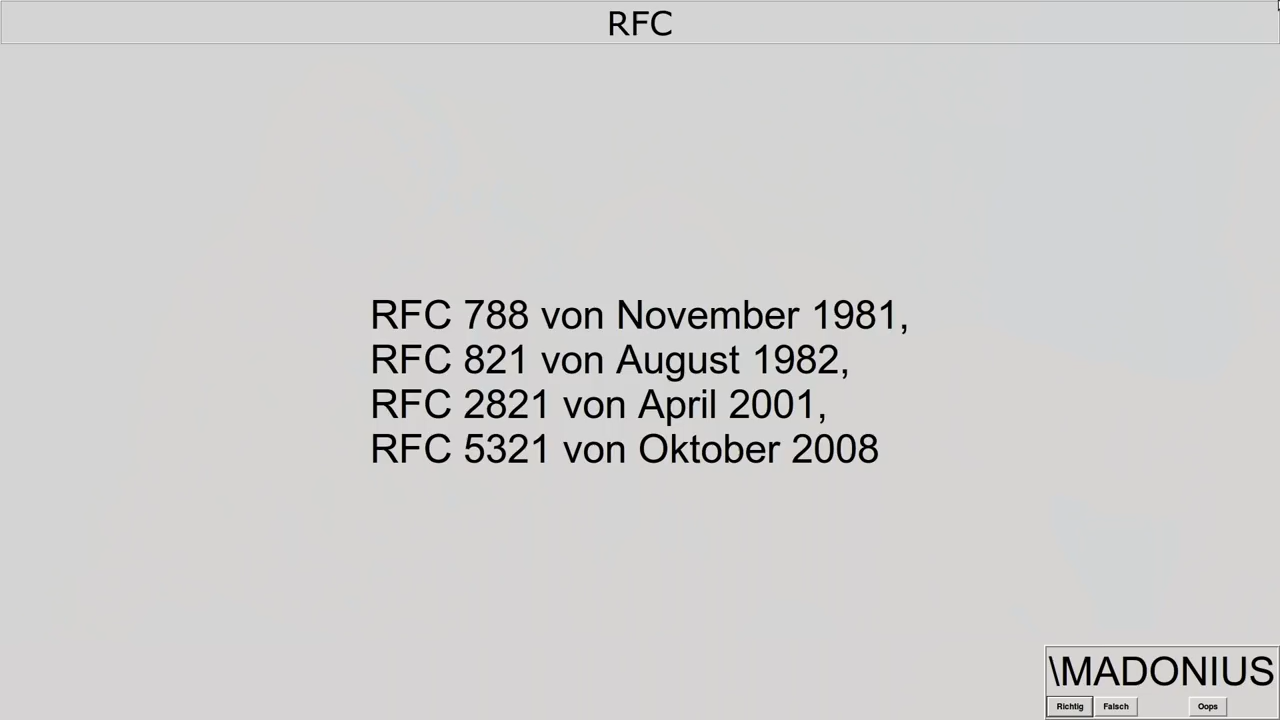 RFC
RFC 788 von November 1981,
RFC 821 von August 1982,
RFC 2821 von April 2001,
RFC 5321 von Oktober 2008
\MADONIUS
Richtig Falsch Oops